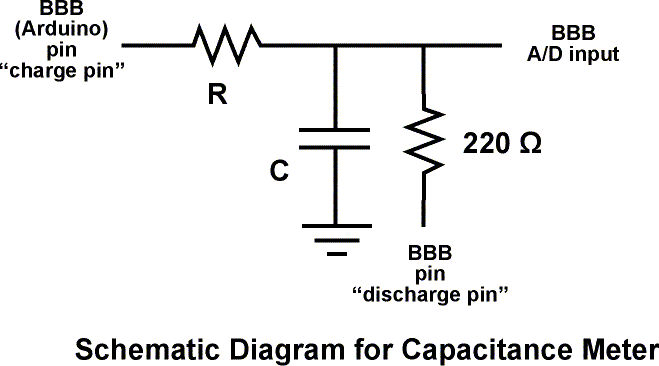 BBB
(Arduino)
pin
“charge pin”
R
BBB
A/D input
C
220 Ω
BBB
pin
“discharge pin”
Schematic Diagram for Capacitance Meter